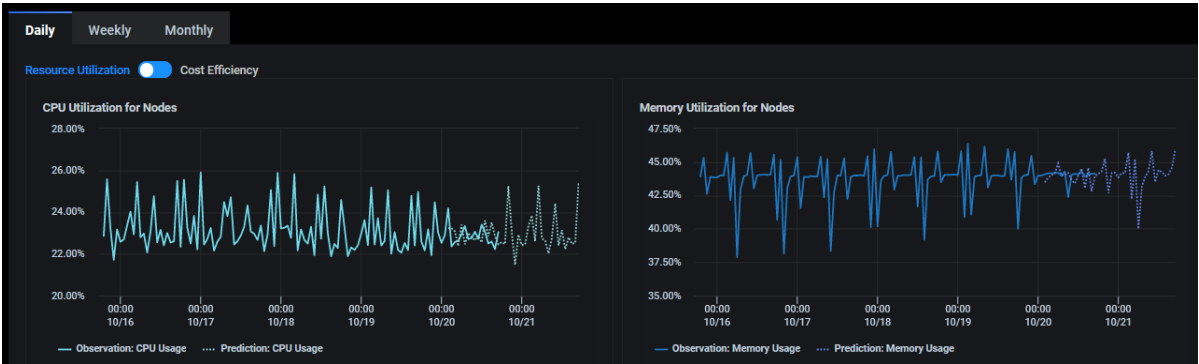 Daily Weekly Monthly
Resource Utilization Cost Efficiency
CPU Utilization for Nodes
28.00%
26.00%
24.00%
22.00%
20.00%
00:00 00:00 00:00 00:00 00:00 00:00
10/16 10/17 10/18 10/19 10/20 10/21
Observation: CPU Usage Prediction: CPU Usage
Memory Utilization for Nodes
47.50%
45.00%
42.50%
40.00%
37.50%
35.00%
00:00 00:00 00:00 00:00 00:00 00:00
10/16 10/17 10/18 10/19 10/20 10/21
Observation: Memory Usage Prediction: Memory Usage